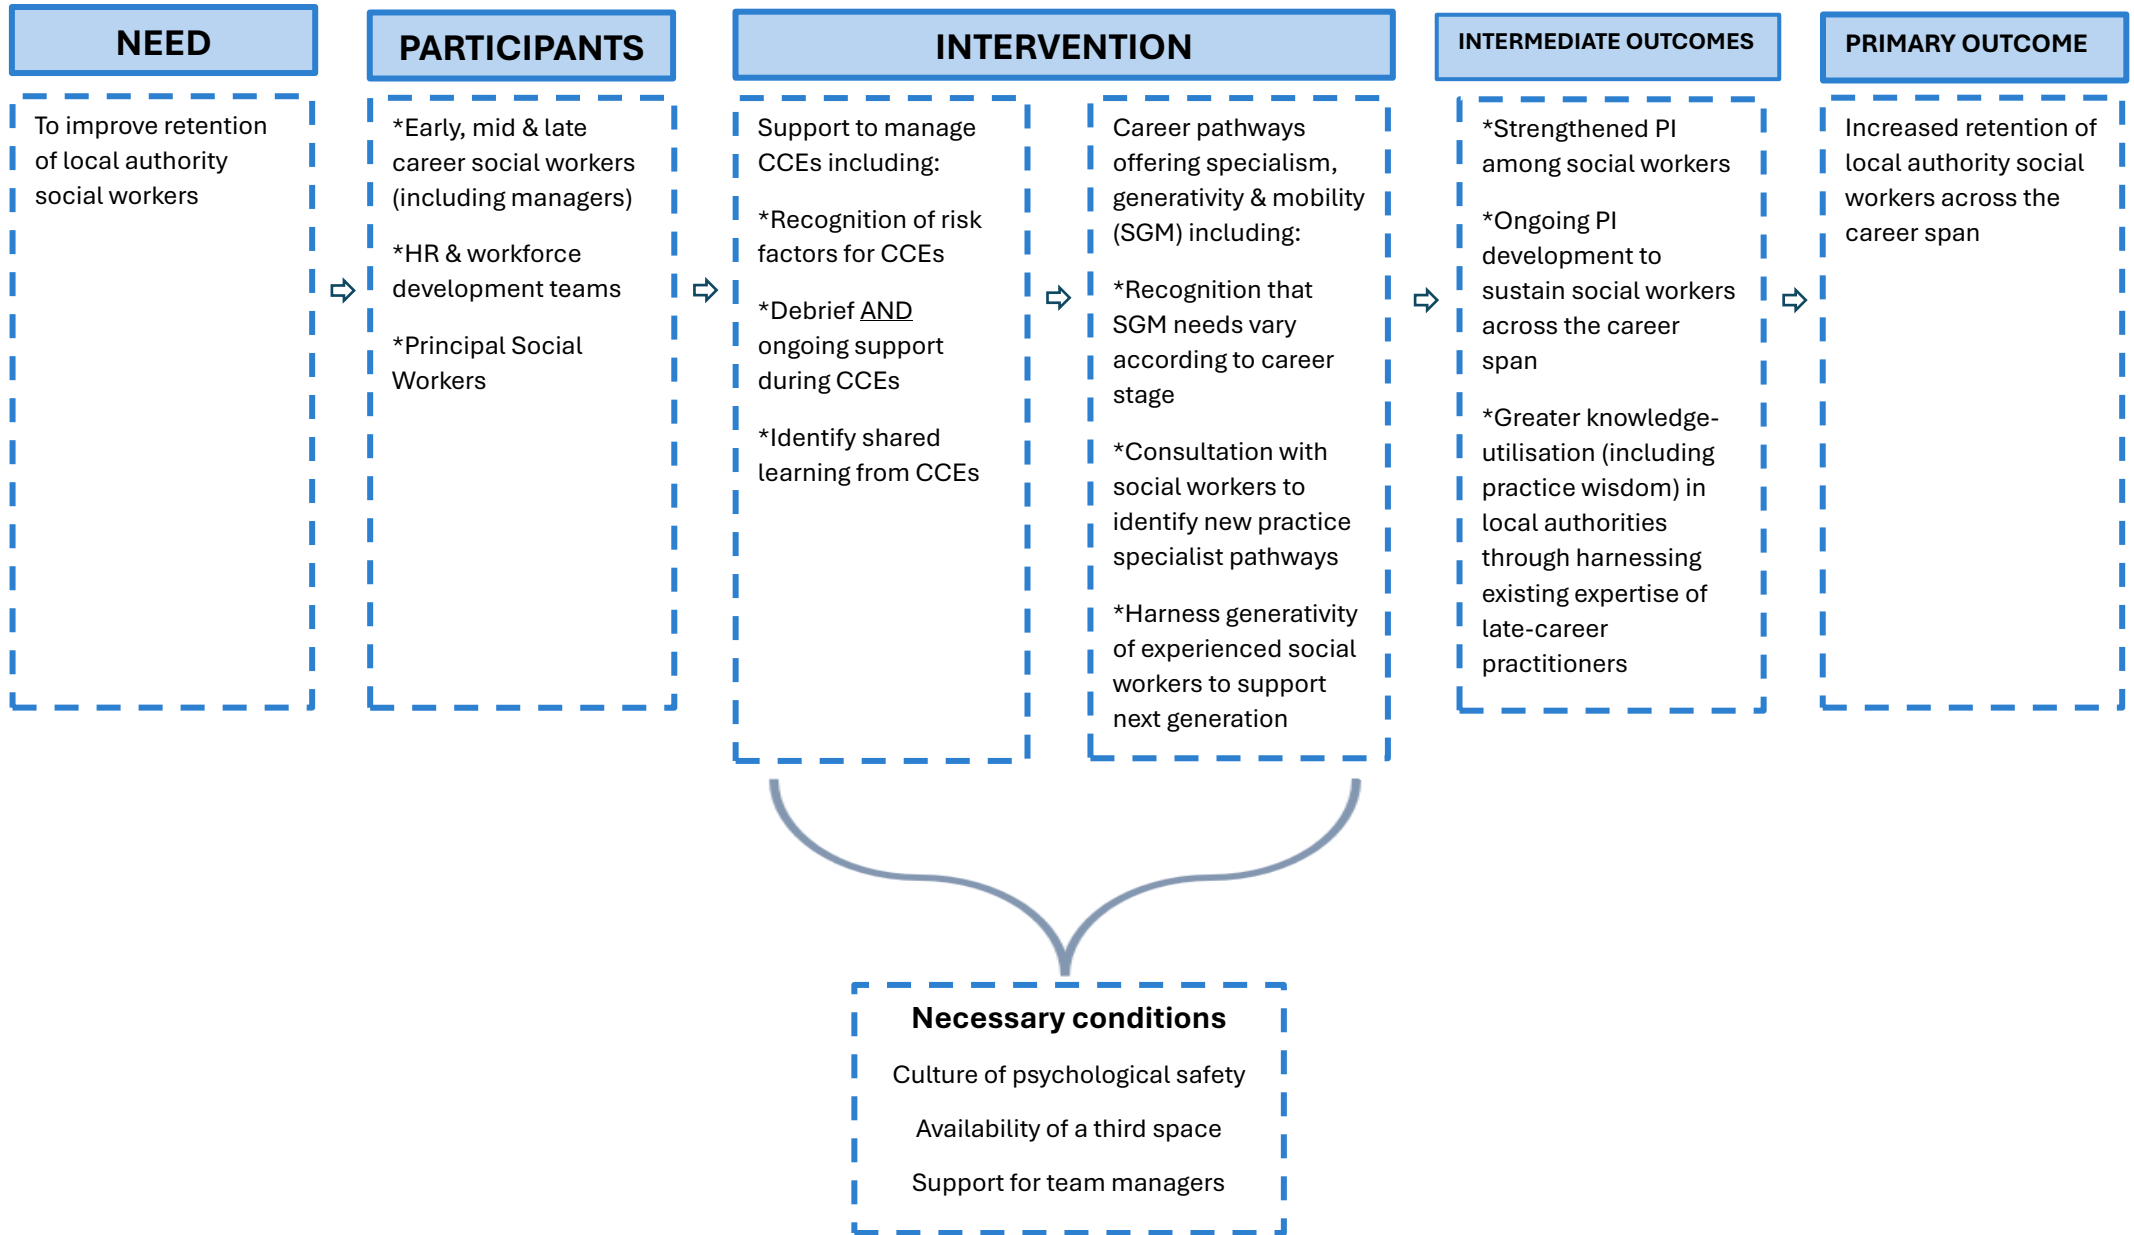 NEED
To improve retention
of local authority
social workers
PARTICIPANTS
*Early, mid & late
career social workers
(including managers)
*HR & workforce
development teams
*Principal Social
Workers
INTERVENTION
Support to manage
CCEs including:
*Recognition of risk
factors for CCEs
*Debrief AND
ongoing support
during CCEs
*Identify shared
learning from CCEs
Career pathways
offering specialism,
generativity & mobility
(SGM) including:
*Recognition that
SGM needs vary
according to career
stage
*Consultation with
social workers to
identify new practice
specialist pathways
*Harness generativity
of experienced social
workers to support
next generation
INTERMEDIATE OUTCOMES
*Strengthened PI
among social workers
*Ongoing PI
development to
sustain social workers
across the career
span
*Greater knowledge-
utilisation (including
practice wisdom) in
local authorities
through harnessing
existing expertise of
late-career
practitioners
PRIMARY OUTCOME
Increased retention of
local authority social
workers across the
career span
Necessary conditions
Culture of psychological safety
Availability of a third space
Support for team managers